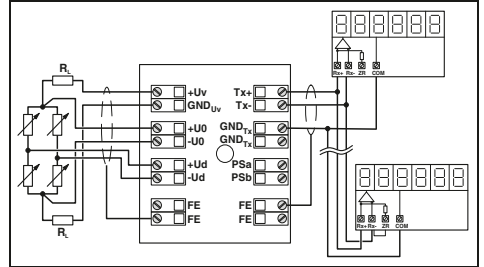 Rx+ Rx- ZR COM
RL
+Uv Tx+
GNDUv Tx-
+U0 GNDTx
-U0 GNDTx
+Ud PSa
-Ud PSb
FE FE
FE FE
RL
Rx+ Rx- ZR COM